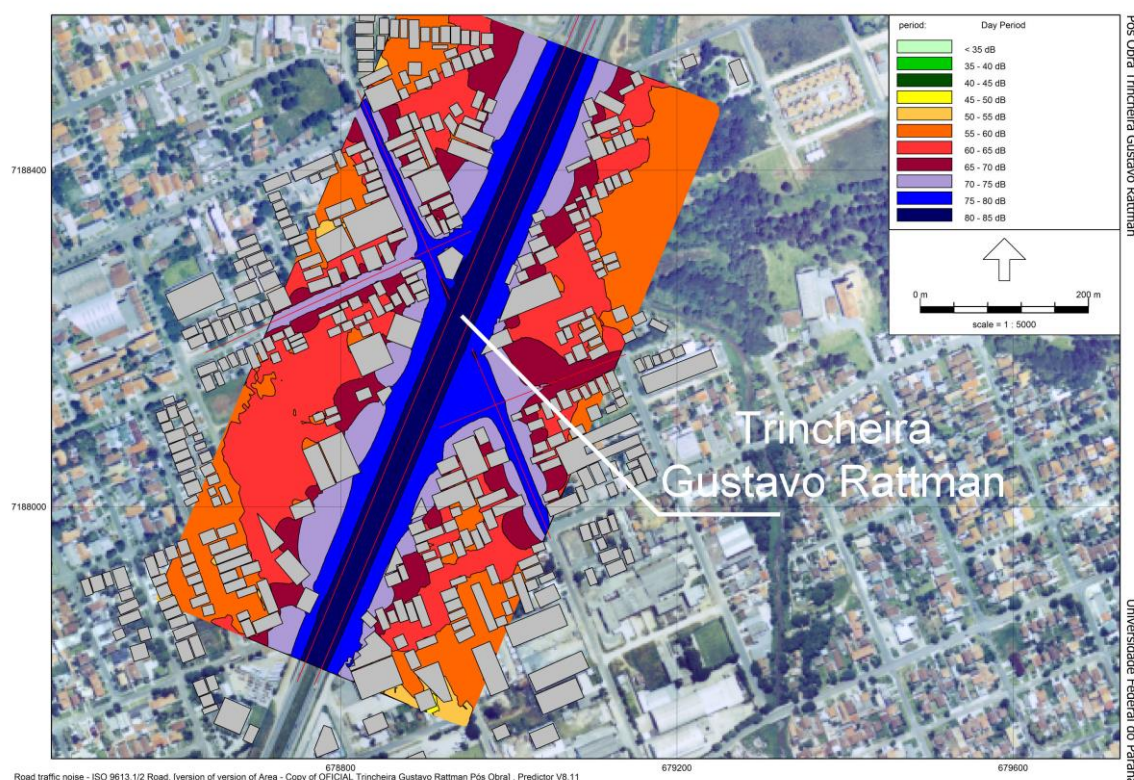 period: Day Period
< 35 dB
35 - 40 dB
40 - 45 dB
45 - 50 dB
50 - 55 dB
55 - 60 dB
60 - 65 dB
65 - 70 dB
70 - 75 dB
75 - 80 dB
80 - 85 dB
0 m 200 m
scale = 1 : 5000
Pós Obra Trincheira Gustavo Rattman
7188400
Trincheira
Gustavo Rattman
7188000
Universidade Federal do Paraná
678800 679200 679600
Road traffic noise - ISO 9613.1/2 Road, [version of version of Area - Copy of OFICIAL Trincheira Gustavo Rattman Pós Obra] , Predictor V8.11